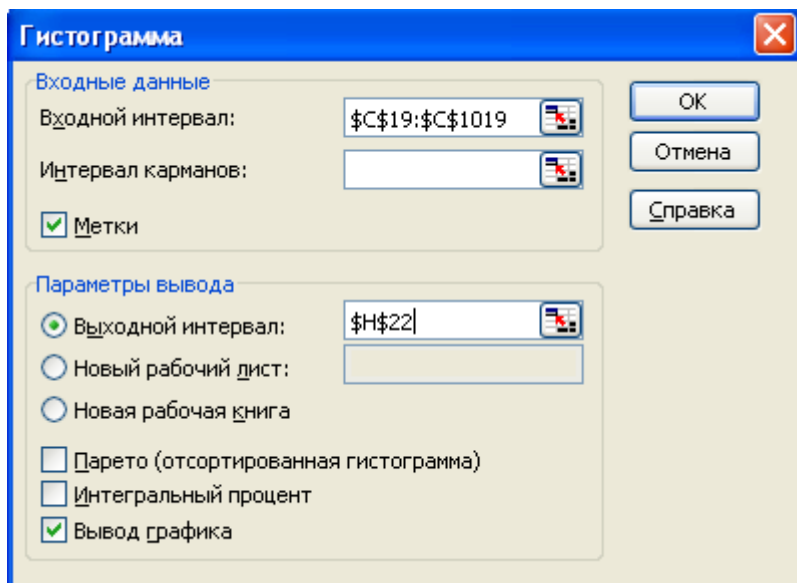 Гистограмма
Входные данные
Входной интервал: $C$19:$C$1019
Интервал карманов:
Метки
OK
Отмена
Справка
Параметры вывода
Выходной интервал: $H$22
Новый рабочий лист:
Новая рабочая книга
Парето (отсортированная гистограмма)
Интегральный процент
Вывод графика